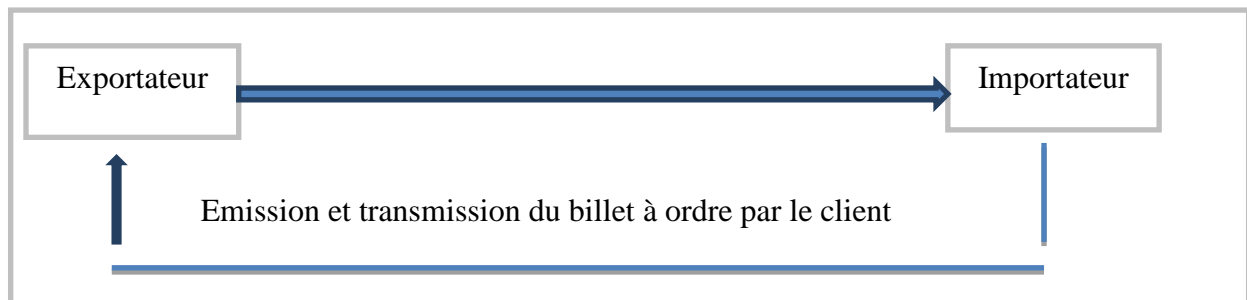 Exportateur
Importateur
Emission et transmission du billet à ordre par le client